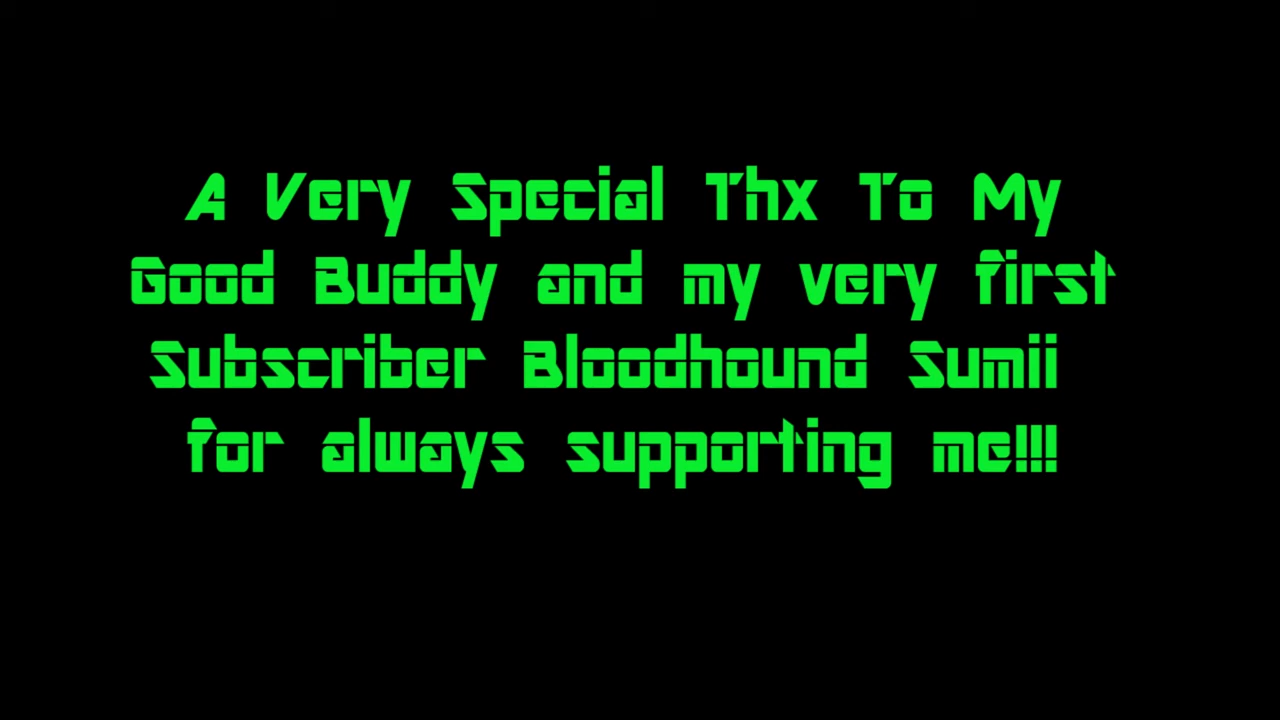 A Very Special Thx To My
Good Buddy and my very first
Subscriber Bloodhound Sumii
for always supporting me!!!